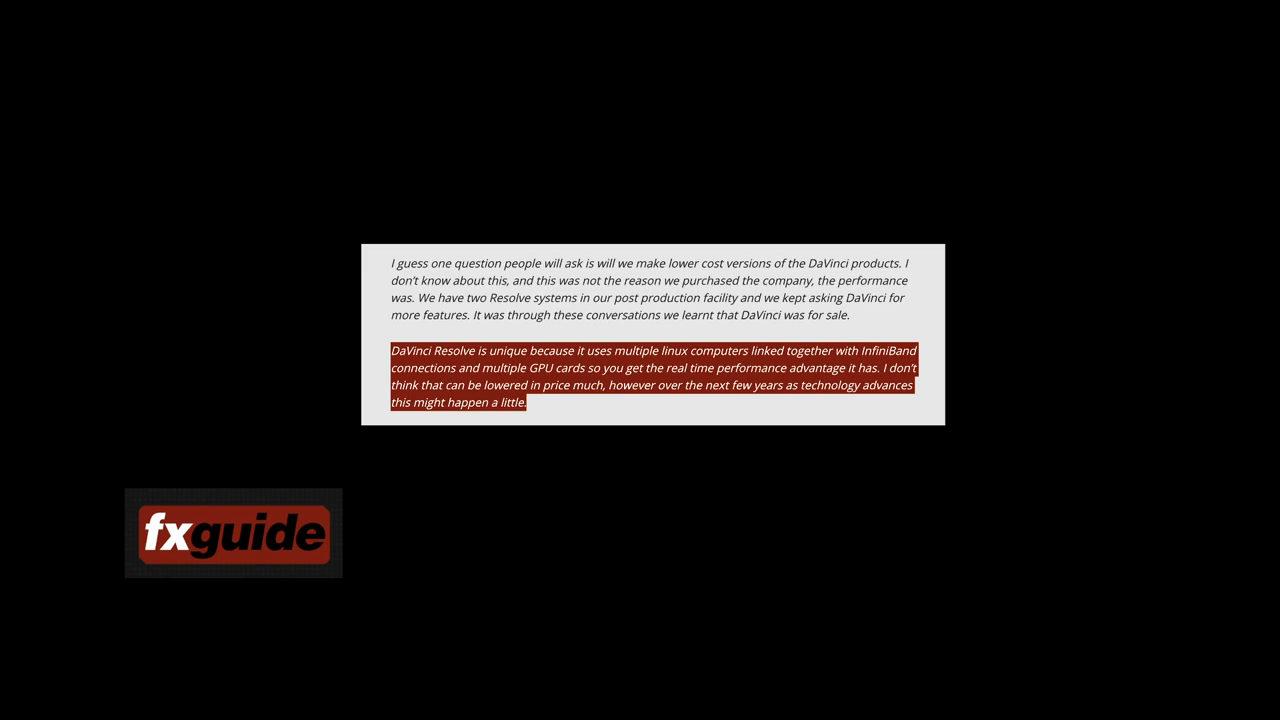 I guess one question people will ask is will we make lower cost versions of the DaVinci products. I
don’t know about this, and this was not the reason we purchased the company, the performance
was. We have two Resolve systems in our post production facility and we kept asking DaVinci for
more features. It was through these conversations we learnt that DaVinci was for sale.
DaVinci Resolve is unique because it uses multiple linux computers linked together with InfiniBand
connections and multiple GPU cards so you get the real time performance advantage it has. I don’t
think that can be lowered in price much, however over the next few years as technology advances
this might happen a little.
fxguide